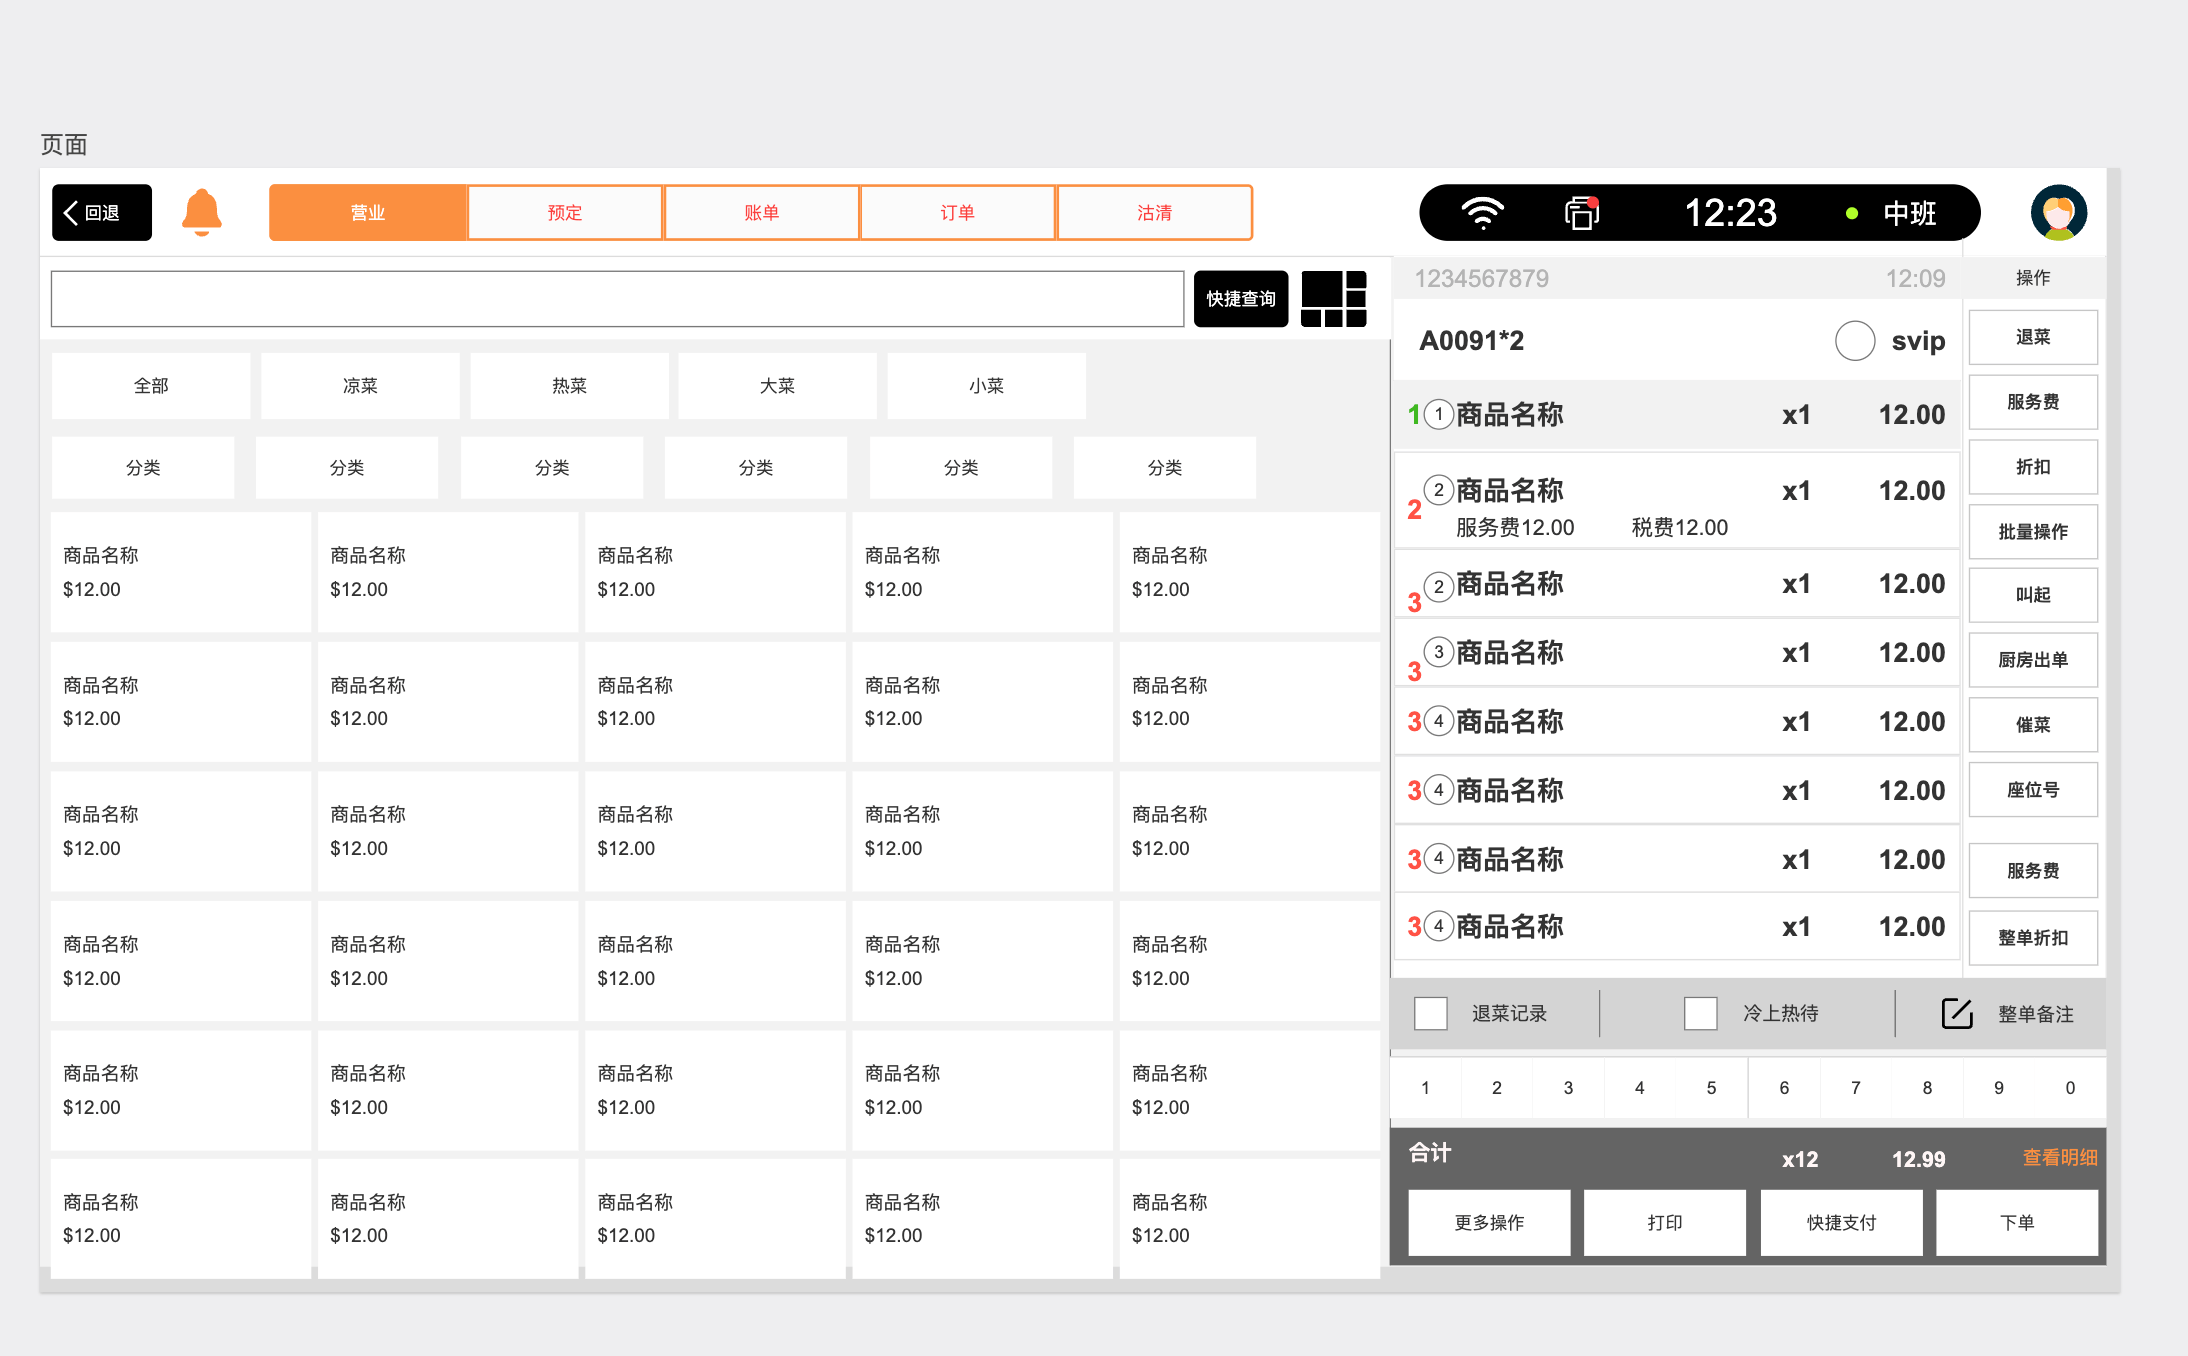 页面
回退
营业
预定
账单
订单
沽清
12:23
中班
快捷查询
全部
凉菜
热菜
大菜
小菜
分类
分类
分类
分类
分类
分类
商品名称 商品名称 商品名称 商品名称 商品名称
$12.00 $12.00 $12.00 $12.00 $12.00
商品名称 商品名称 商品名称 商品名称 商品名称
$12.00 $12.00 $12.00 $12.00 $12.00
商品名称 商品名称 商品名称 商品名称 商品名称
$12.00 $12.00 $12.00 $12.00 $12.00
商品名称 商品名称 商品名称 商品名称 商品名称
$12.00 $12.00 $12.00 $12.00 $12.00
商品名称 商品名称 商品名称 商品名称 商品名称
$12.00 $12.00 $12.00 $12.00 $12.00
商品名称 商品名称 商品名称 商品名称 商品名称
$12.00 $12.00 $12.00 $12.00 $12.00
1234567879 12:09
A0091*2 svip
1 1 商品名称 x1 12.00
2 2 商品名称 x1 12.00
服务费12.00 税费12.00
3 2 商品名称 x1 12.00
3 3 商品名称 x1 12.00
3 4 商品名称 x1 12.00
3 4 商品名称 x1 12.00
3 4 商品名称 x1 12.00
3 4 商品名称 x1 12.00
操作
退菜
服务费
折扣
批量操作
叫起
厨房出单
催菜
座位号
服务费
整单折扣
退菜记录 冷上热待 整单备注
1 2 3 4 5 6 7 8 9 0
合计 x12 12.99 查看明细
更多操作 打印 快捷支付 下单